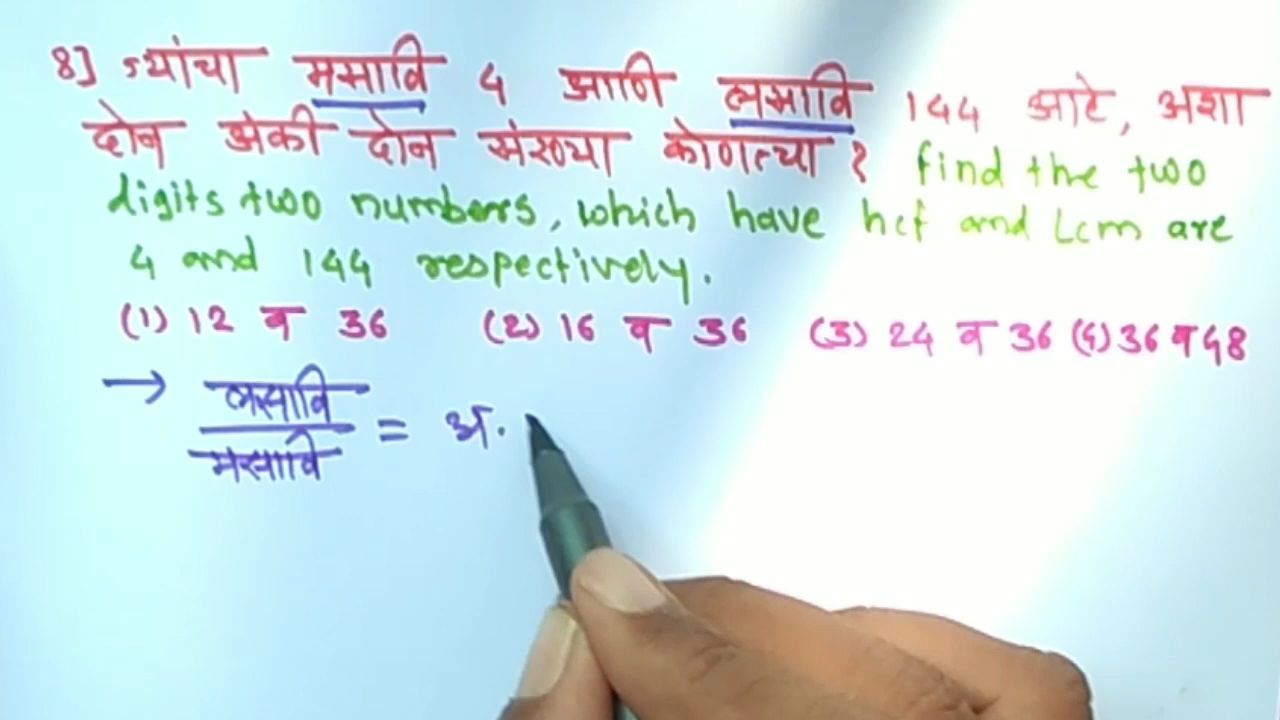 8] ज्यांचा मसावि 4 आणि लसावि 144 आहे, अशा
दोन अंकी दोन संख्या कोणत्या ? find the two
digits two numbers, which have hcf and Lcm are
4 and 144 respectively.
(1) 12 व 36 (2) 16 व 36 (3) 24 व 36 (4) 36 व 48
→ लसावि
मसावि = अ.